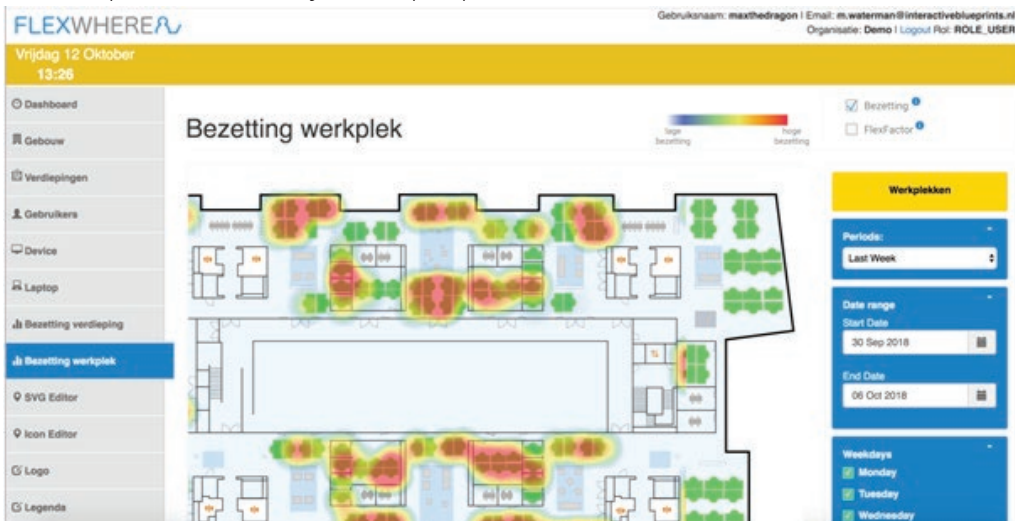 FLEXWHERE
Gebruiksnaam: maxthedragon | Email: m.waterman@interactiveblueprints.nl
Organisatie: Demo | Logout Rol: ROLE_USER
Vrijdag 12 Oktober
13:26
Dashboard
Gebouw
Verdiepingen
Gebruikers
Device
Laptop
Bezetting verdieping
Bezetting werkplek
SVG Editor
Icon Editor
Logo
Legenda
Bezetting werkplek
lage
bezetting
hoge
bezetting
Bezetting
FlexFactor
Werkplekken
Periode:
Last Week
Date range
Start Date
30 Sep 2018
End Date
06 Oct 2018
Weekdays
Monday
Tuesday
Wednesday